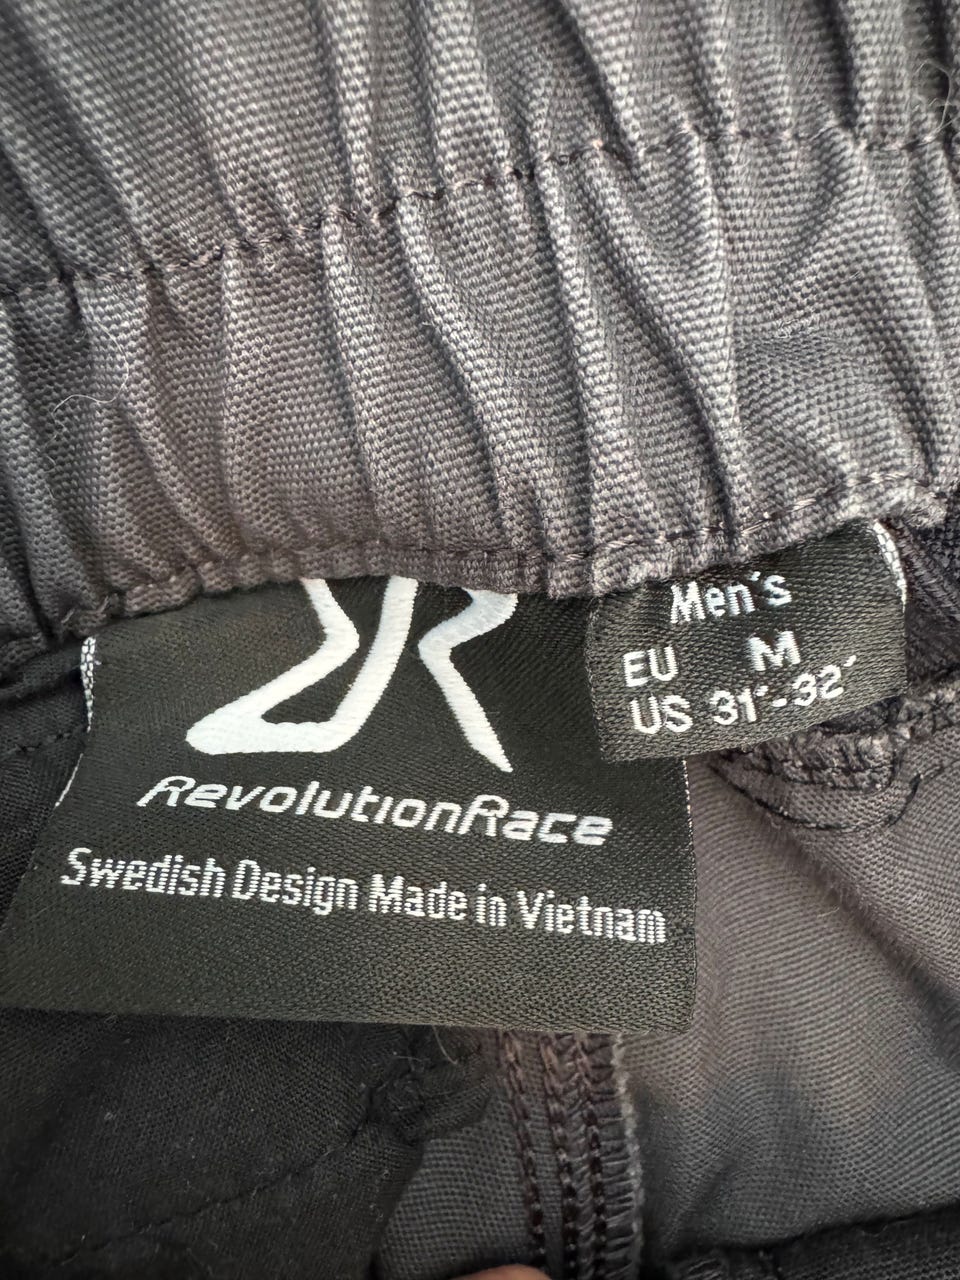 Men's
EU M
US 31"-32"
RevolutionRace
Swedish Design Made in Vietnam